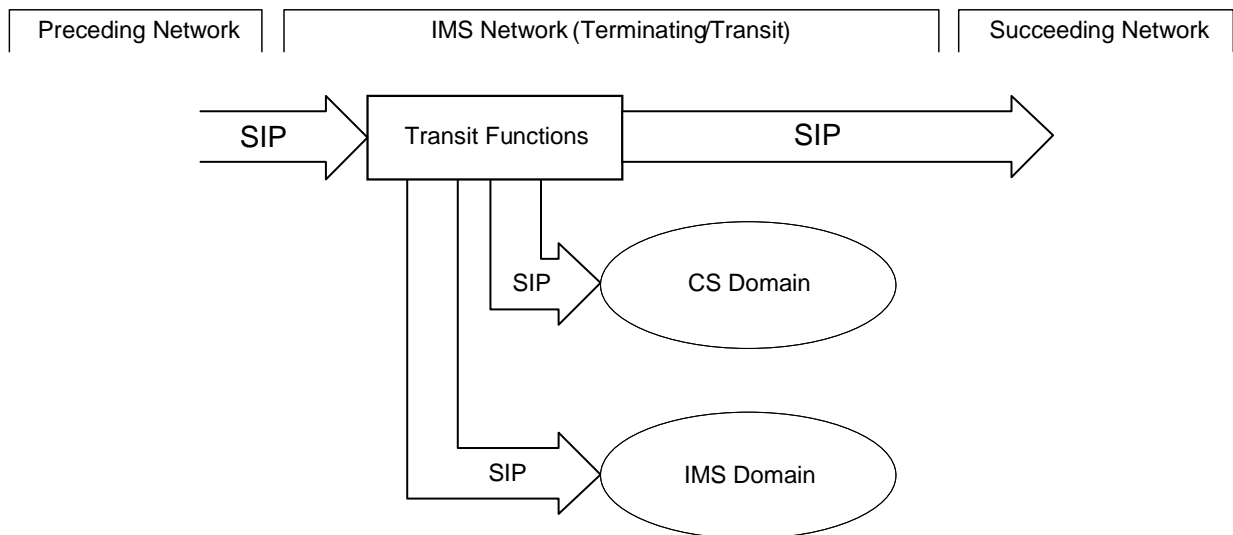 Preceding Network
IMS Network (Terminating/Transit)
Succeeding Network
SIP
Transit Functions
SIP
SIP
CS Domain
SIP
IMS Domain